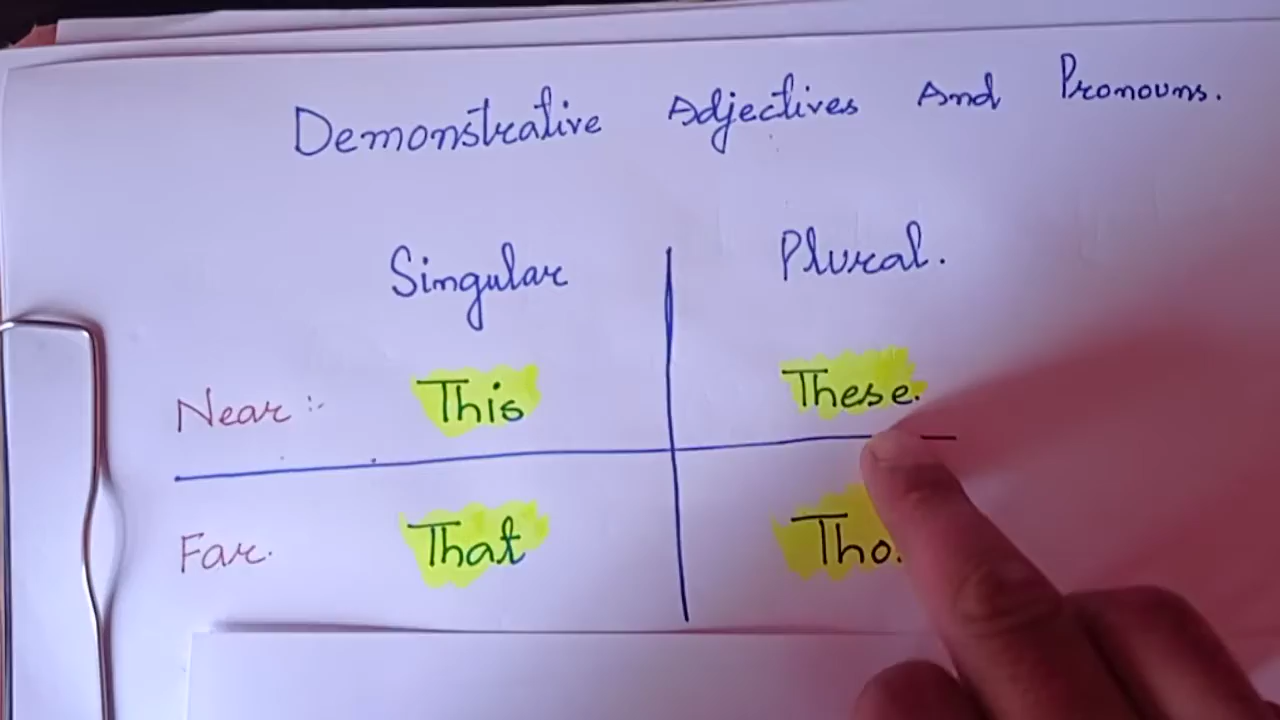 Demonstrative Adjectives And Pronouns.
Singular Plural.
Near :- This These.
Far. That